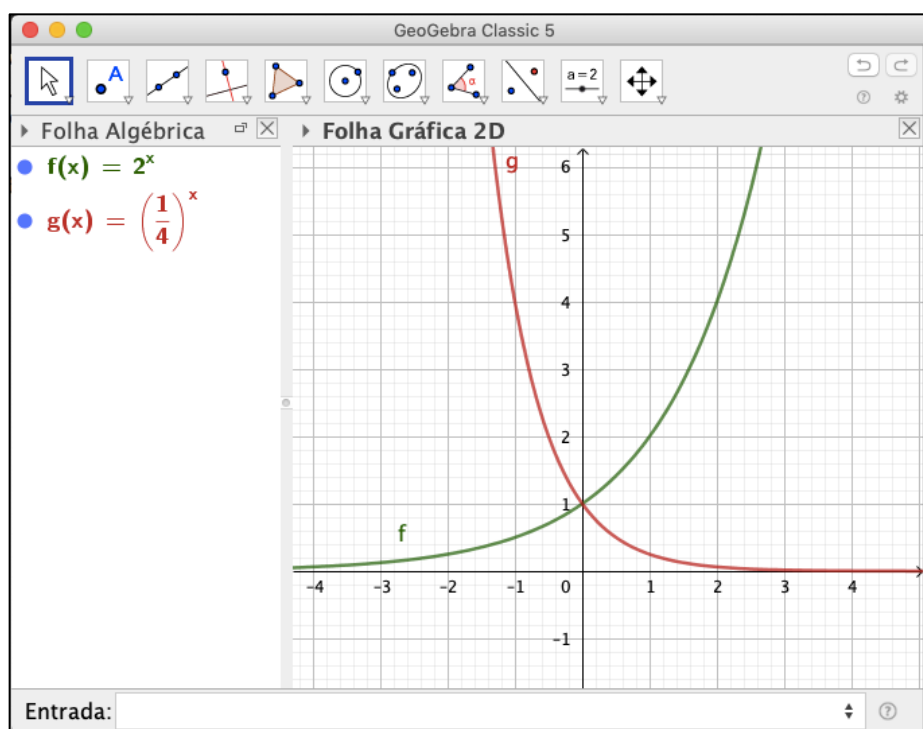 GeoGebra Classic 5
A
α
a = 2
Folha Algébrica
Folha Gráfica 2D
f(x) = 2^x
g(x) = (1/4)^x
g
f
6
5
4
3
2
1
0
-1
-4 -3 -2 -1 0 1 2 3 4
Entrada: